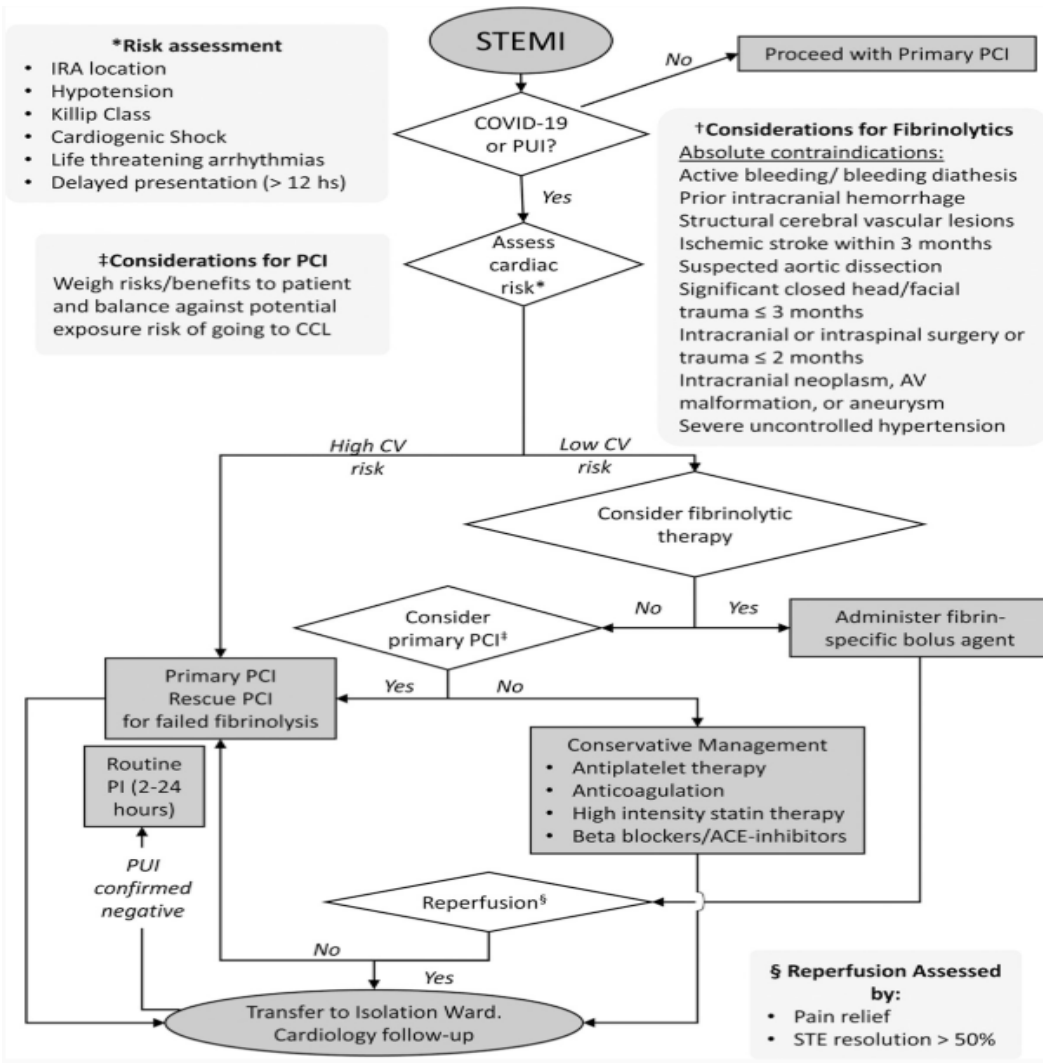 *Risk assessment
• IRA location
• Hypotension
• Killip Class
• Cardiogenic Shock
• Life threatening arrhythmias
• Delayed presentation (> 12 hs)
STEMI
No
Proceed with Primary PCI
COVID-19
or PUI?
Yes
†Considerations for Fibrinolytics
Absolute contraindications:
Active bleeding/ bleeding diathesis
Prior intracranial hemorrhage
Structural cerebral vascular lesions
Ischemic stroke within 3 months
Suspected aortic dissection
Significant closed head/facial
trauma ≤ 3 months
Intracranial or intraspinal surgery or
trauma ≤ 2 months
Intracranial neoplasm, AV
malformation, or aneurysm
Severe uncontrolled hypertension
‡Considerations for PCI
Weigh risks/benefits to patient
and balance against potential
exposure risk of going to CCL
Assess
cardiac
risk*
High CV
risk
Low CV
risk
Consider fibrinolytic
therapy
No
Yes
Consider
primary PCI‡
Administer fibrin-
specific bolus agent
Yes
No
Primary PCI
Rescue PCI
for failed fibrinolysis
Routine
PI (2-24
hours)
Conservative Management
• Antiplatelet therapy
• Anticoagulation
• High intensity statin therapy
• Beta blockers/ACE-inhibitors
PUI
confirmed
negative
Reperfusion§
No
Yes
Transfer to Isolation Ward.
Cardiology follow-up
§ Reperfusion Assessed
by:
• Pain relief
• STE resolution > 50%